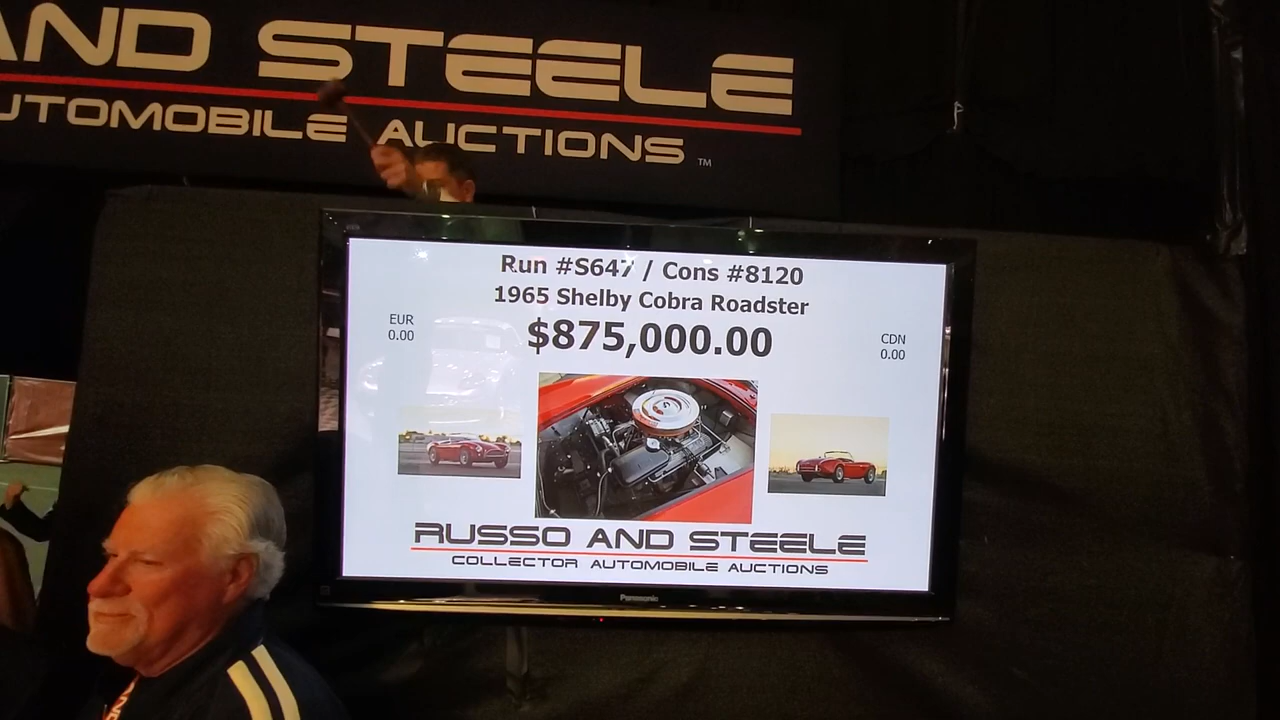 AND STEELE
UTOMOBILE AUCTIONS TM
Run #S647 / Cons #8120
1965 Shelby Cobra Roadster
$875,000.00
EUR
0.00
CDN
0.00
RUSSO AND STEELE
COLLECTOR AUTOMOBILE AUCTIONS
Panasonic